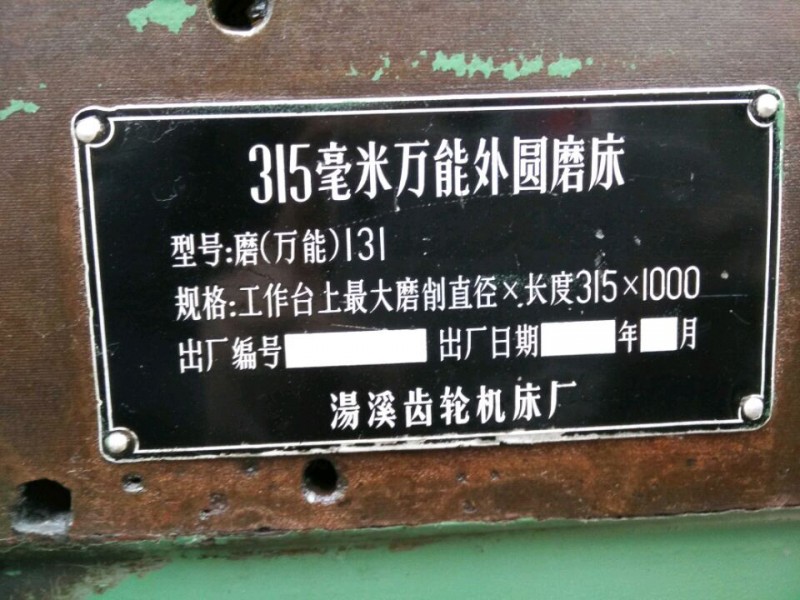 315毫米万能外圆磨床
型号:磨(万能)131
规格:工作台上最大磨削直径×长度315×1000
出厂编号 出厂日期 年 月
湯溪齿轮机床厂